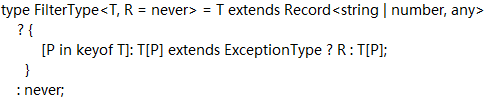 type FilterType<T, R = never> = T extends Record<string | number, any>
? {
[P in keyof T]: T[P] extends ExceptionType ? R : T[P];
}
: never;